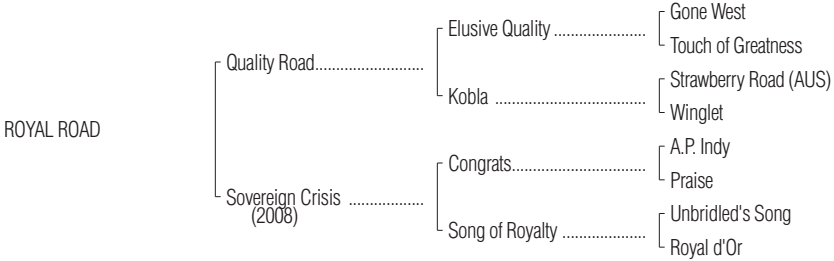 Gone West
Elusive Quality ......................
Touch of Greatness
Quality Road..........................
Strawberry Road (AUS)
Kobla ....................................
Winglet
ROYAL ROAD
A.P. Indy
Congrats................................
Praise
Sovereign Crisis ..................
(2008)
Unbridled's Song
Song of Royalty ....................
Royal d'Or